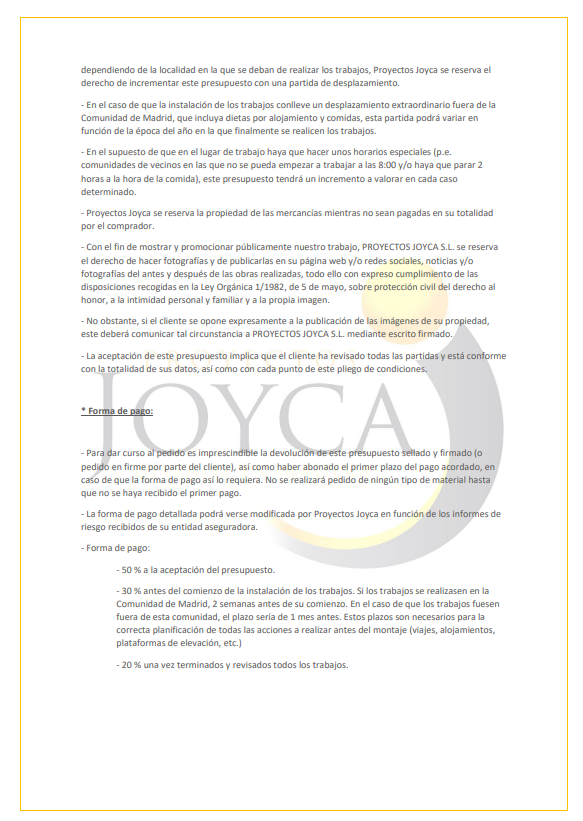 dependiendo de la localidad en la que se deban de realizar los trabajos, Proyectos Joyca se reserva el
derecho de incrementar este presupuesto con una partida de desplazamiento.
- En el caso de que la instalación de los trabajos conlleve un desplazamiento extraordinario fuera de la
Comunidad de Madrid, que incluya dietas por alojamiento y comidas, esta partida podrá variar en
función de la época del año en la que finalmente se realicen los trabajos.
- En el supuesto de que en el lugar de trabajo haya que hacer unos horarios especiales (p.e.
comunidades de vecinos en las que no se pueda empezar a trabajar a las 8:00 y/o haya que parar 2
horas a la hora de la comida), este presupuesto tendrá un incremento a valorar en cada caso
determinado.
- Proyectos Joyca se reserva la propiedad de las mercancías mientras no sean pagadas en su totalidad
por el comprador.
- Con el fin de mostrar y promocionar públicamente nuestro trabajo, PROYECTOS JOYCA S.L. se reserva
el derecho de hacer fotografías y de publicarlas en su página web y/o redes sociales, noticias y/o
fotografías del antes y después de las obras realizadas, todo ello con expreso cumplimiento de las
disposiciones recogidas en la Ley Orgánica 1/1982, de 5 de mayo, sobre protección civil del derecho al
honor, a la intimidad personal y familiar y a la propia imagen.
- No obstante, si el cliente se opone expresamente a la publicación de las imágenes de su propiedad,
este deberá comunicar tal circunstancia a PROYECTOS JOYCA S.L. mediante escrito firmado.
- La aceptación de este presupuesto implica que el cliente ha revisado todas las partidas y está conforme
con la totalidad de sus datos, así como con cada punto de este pliego de condiciones.
JOYCA
* Forma de pago:
- Para dar curso al pedido es imprescindible la devolución de este presupuesto sellado y firmado (o
pedido en firme por parte del cliente), así como haber abonado el primer plazo del pago acordado, en
caso de que la forma de pago así lo requiera. No se realizará pedido de ningún tipo de material hasta
que no se haya recibido el primer pago.
- La forma de pago detallada podrá verse modificada por Proyectos Joyca en función de los informes de
riesgo recibidos de su entidad aseguradora.
- Forma de pago:
- 50 % a la aceptación del presupuesto.
- 30 % antes del comienzo de la instalación de los trabajos. Si los trabajos se realizasen en la
Comunidad de Madrid, 2 semanas antes de su comienzo. En el caso de que los trabajos fuesen
fuera de esta comunidad, el plazo sería de 1 mes antes. Estos plazos son necesarios para la
correcta planificación de todas las acciones a realizar antes del montaje (viajes, alojamientos,
plataformas de elevación, etc.)
- 20 % una vez terminados y revisados todos los trabajos.